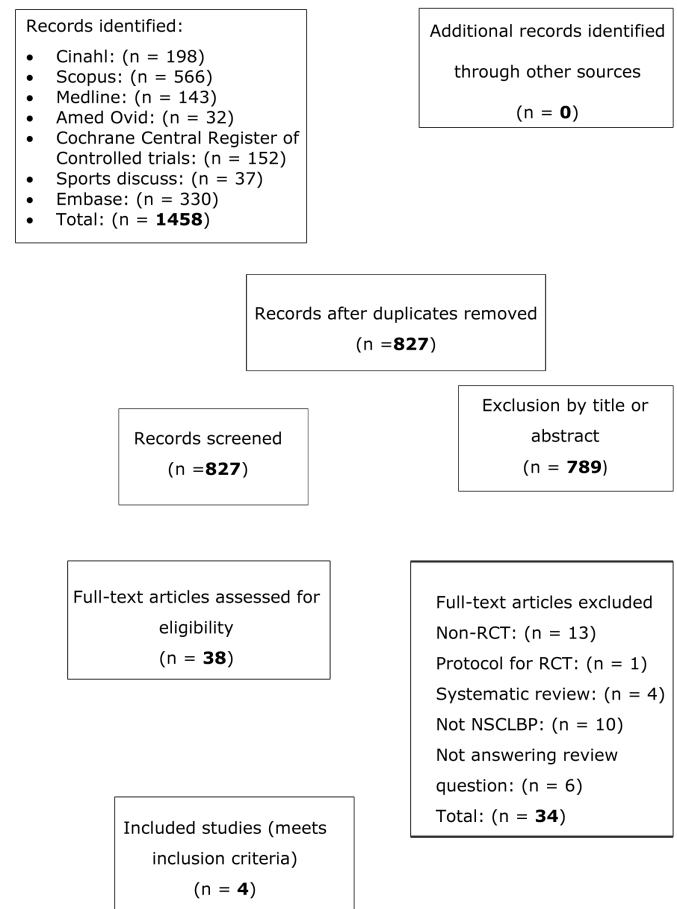 Records identified:
• Cinahl: (n = 198)
• Scopus: (n = 566)
• Medline: (n = 143)
• Amed Ovid: (n = 32)
• Cochrane Central Register of
Controlled trials: (n = 152)
• Sports discuss: (n = 37)
• Embase: (n = 330)
• Total: (n = 1458)
Additional records identified
through other sources
(n = 0)
Records after duplicates removed
(n =827)
Records screened
(n =827)
Exclusion by title or
abstract
(n = 789)
Full-text articles assessed for
eligibility
(n = 38)
Full-text articles excluded
Non-RCT: (n = 13)
Protocol for RCT: (n = 1)
Systematic review: (n = 4)
Not NSCLBP: (n = 10)
Not answering review
question: (n = 6)
Total: (n = 34)
Included studies (meets
inclusion criteria)
(n = 4)